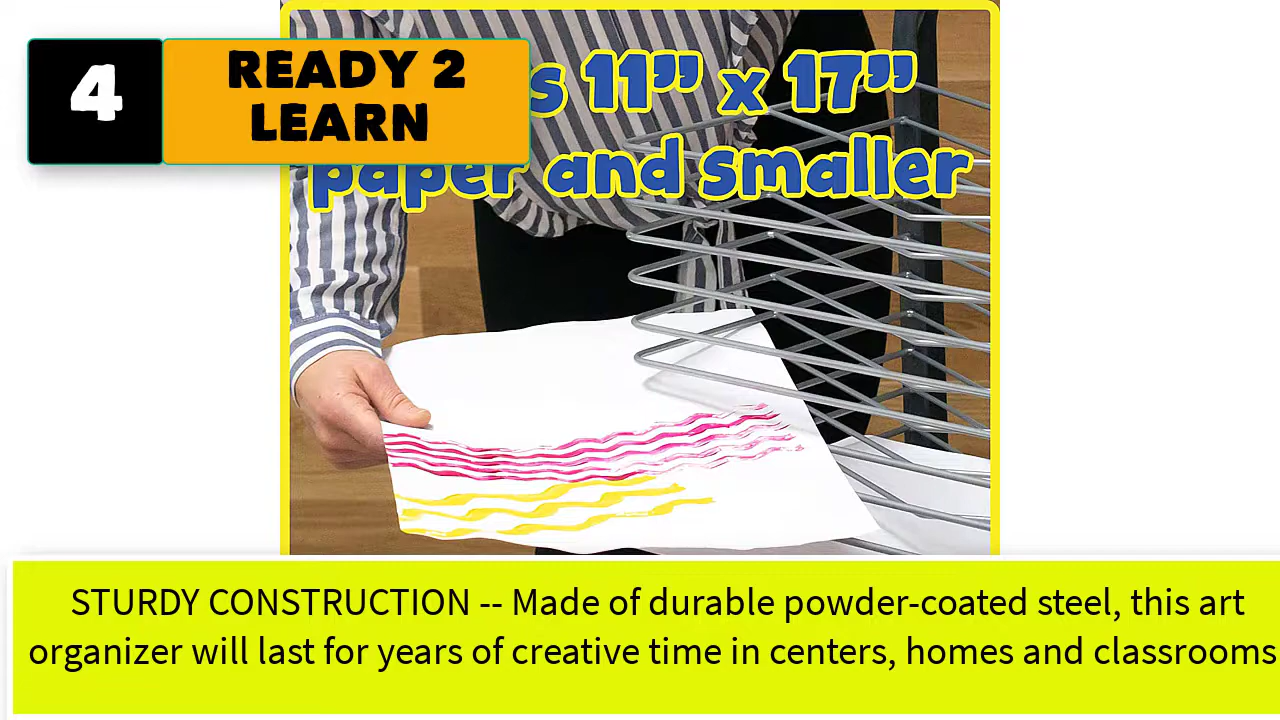 4
READY 2
LEARN
s 11” x 17”
paper and smaller
STURDY CONSTRUCTION -- Made of durable powder-coated steel, this art
organizer will last for years of creative time in centers, homes and classrooms